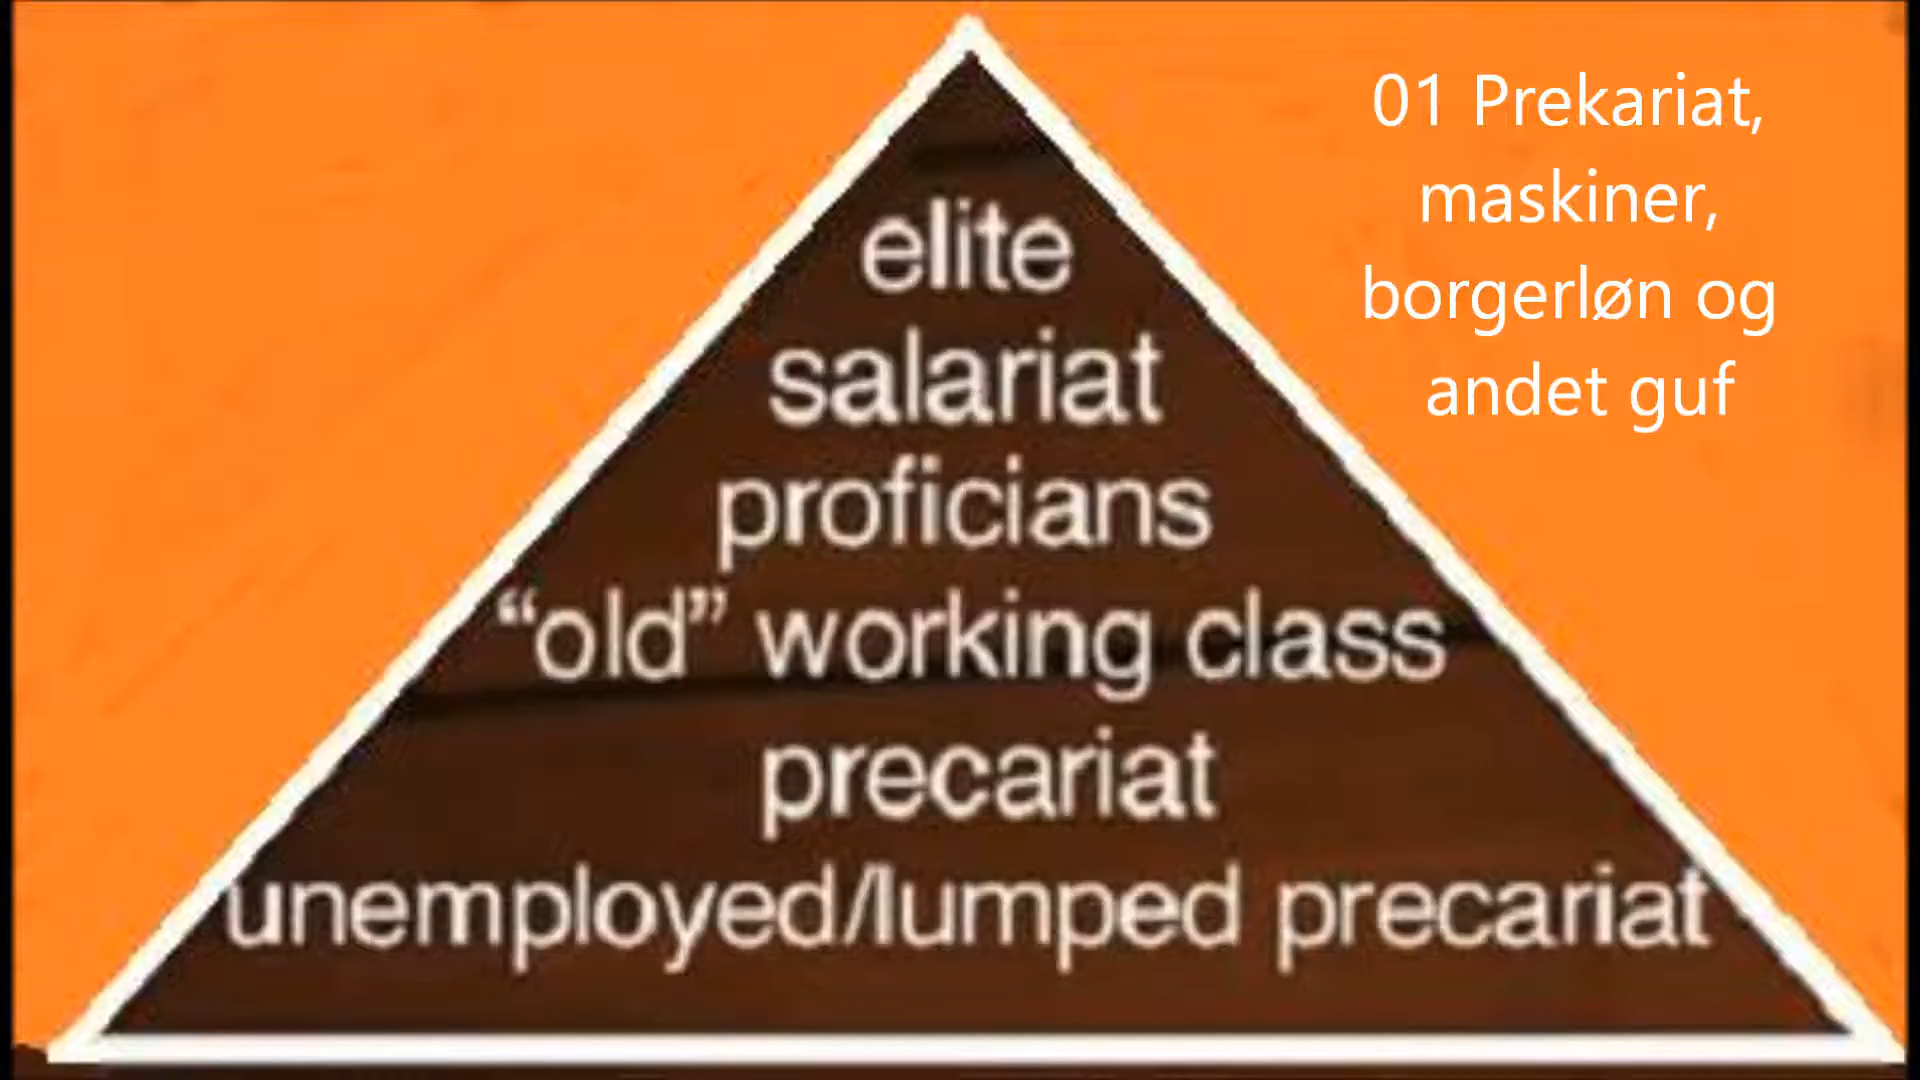 01 Prekariat,
maskiner,
borgerløn og
andet guf
elite
salariat
proficians
“old” working class
precariat
unemployed/lumped precariat